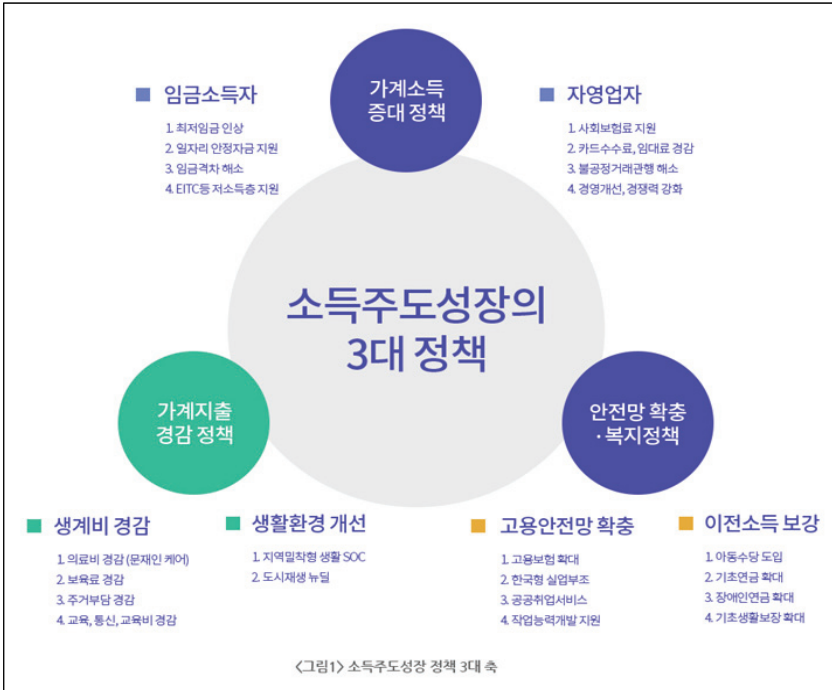 가계소득
증대 정책
임금소득자
1. 최저임금 인상
2. 일자리 안정자금 지원
3. 임금격차 해소
4. EITC등 저소득층 지원
자영업자
1. 사회보험료 지원
2. 카드수수료, 임대료 경감
3. 불공정거래관행 해소
4. 경영개선, 경쟁력 강화
소득주도성장의
3대 정책
가계지출
경감 정책
안전망 확충
·복지정책
생계비 경감
1. 의료비 경감 (문재인 케어)
2. 보육료 경감
3. 주거부담 경감
4. 교육, 통신, 교육비 경감
생활환경 개선
1. 지역밀착형 생활 SOC
2. 도시재생 뉴딜
고용안전망 확충
1. 고용보험 확대
2. 한국형 실업부조
3. 공공취업서비스
4. 작업능력개발 지원
이전소득 보강
1. 아동수당 도입
2. 기초연금 확대
3. 장애인연금 확대
4. 기초생활보장 확대
<그림1> 소득주도성장 정책 3대 축